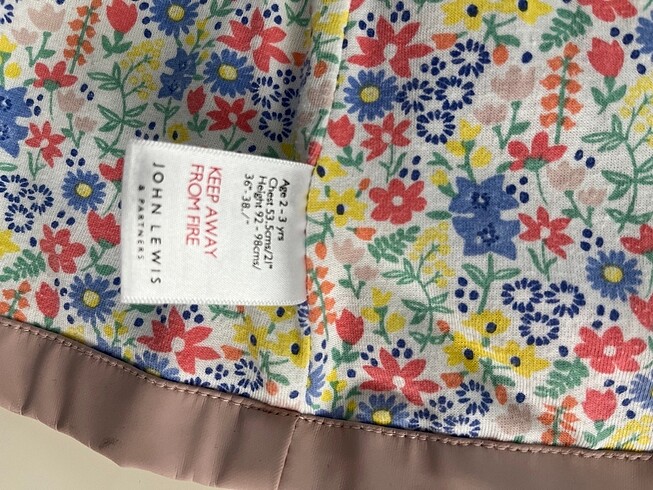 Age 2 - 3 yrs
Chest 53.5cms/21"
Height 92 - 98cms/
36"-38./"
KEEP AWAY
FROM FIRE
JOHN LEWIS
& PARTNERS